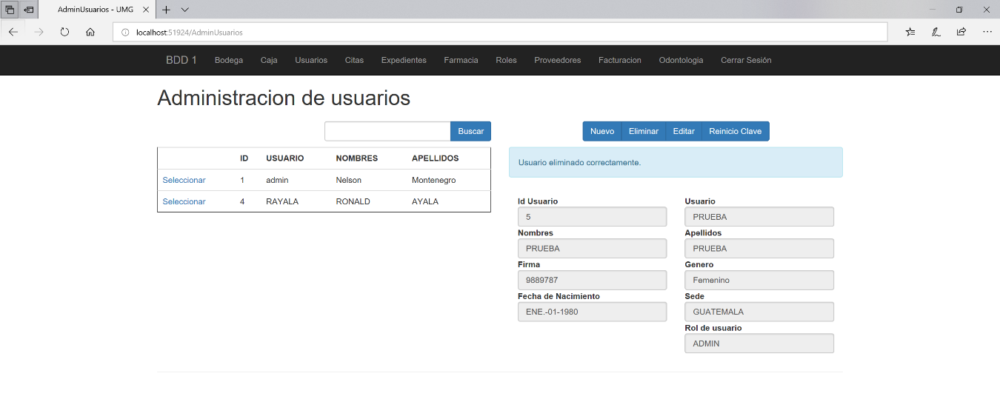 AdminUsuarios - UMG
localhost:51924/AdminUsuarios
BDD 1 Bodega Caja Usuarios Citas Expedientes Farmacia Roles Proveedores Facturacion Odontologia Cerrar Sesión
Administracion de usuarios
Buscar Nuevo Eliminar Editar Reinicio Clave
ID USUARIO NOMBRES APELLIDOS
Seleccionar 1 admin Nelson Montenegro
Seleccionar 4 RAYALA RONALD AYALA
Usuario eliminado correctamente.
Id Usuario Usuario
5 PRUEBA
Nombres Apellidos
PRUEBA PRUEBA
Firma Genero
9889787 Femenino
Fecha de Nacimiento Sede
ENE.-01-1980 GUATEMALA
Rol de usuario
ADMIN